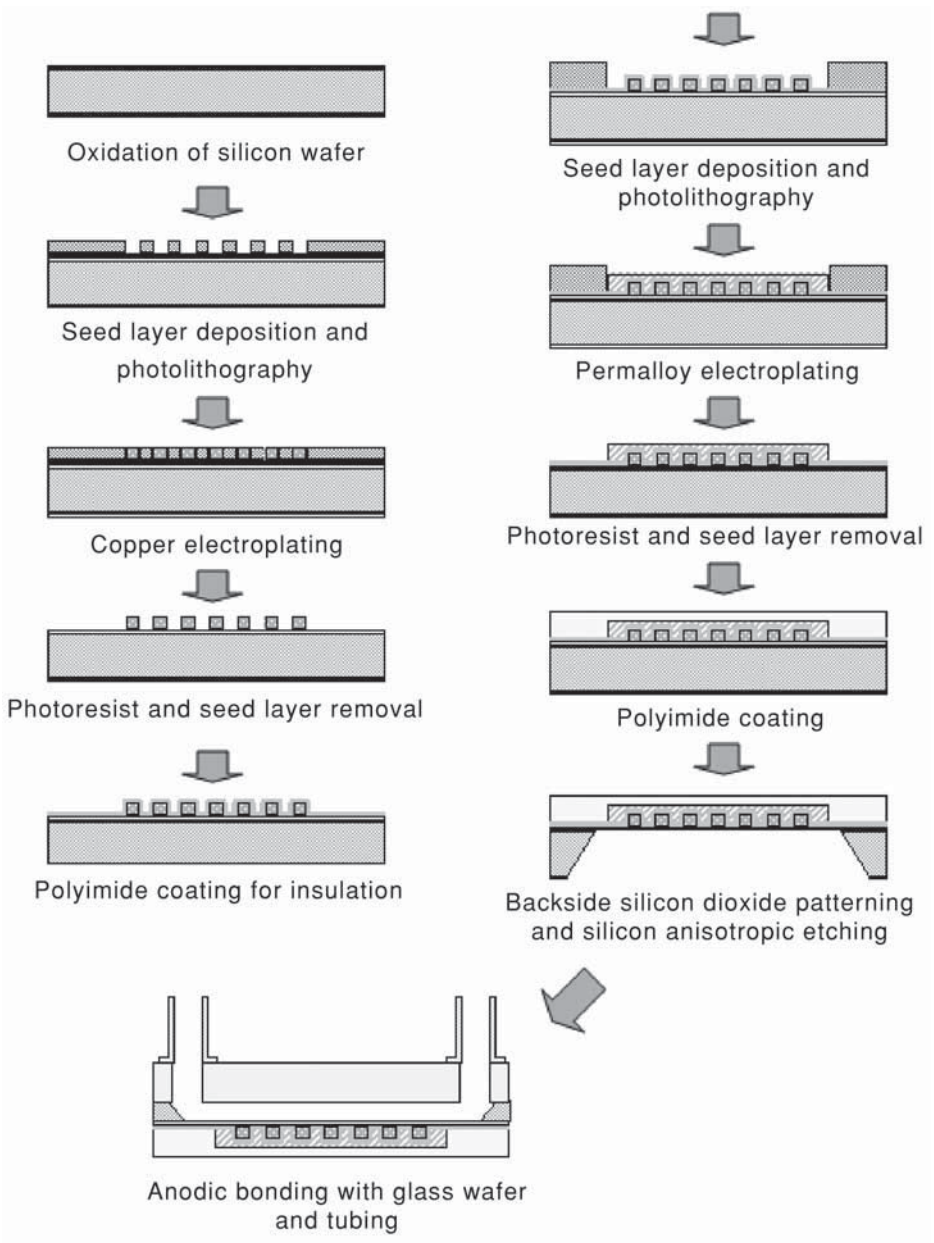 Oxidation of silicon wafer
Seed layer deposition and
photolithography
Copper electroplating
Photoresist and seed layer removal
Polyimide coating for insulation
Seed layer deposition and
photolithography
Permalloy electroplating
Photoresist and seed layer removal
Polyimide coating
Backside silicon dioxide patterning
and silicon anisotropic etching
Anodic bonding with glass wafer
and tubing